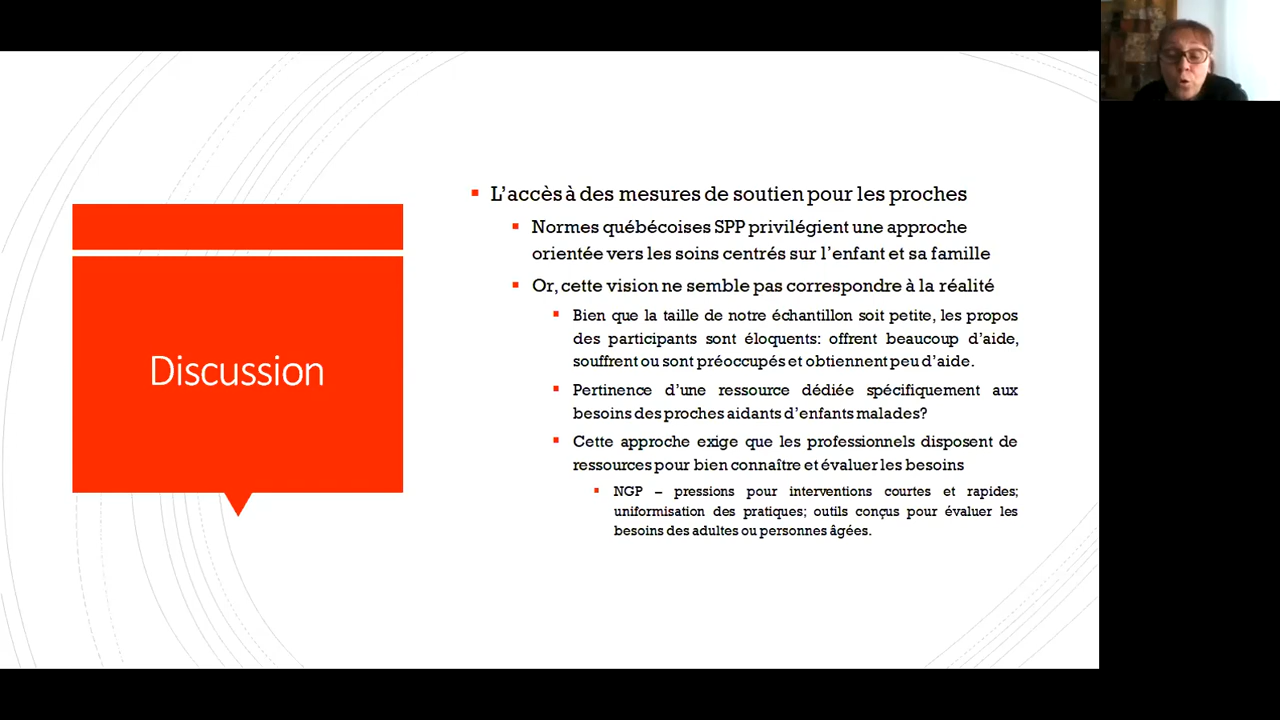 Discussion
L'accès à des mesures de soutien pour les proches
Normes québécoises SPP privilégient une approche
orientée vers les soins centrés sur l'enfant et sa famille
Or, cette vision ne semble pas correspondre à la réalité
Bien que la taille de notre échantillon soit petite, les propos
des participants sont éloquents: offrent beaucoup d'aide,
souffrent ou sont préoccupés et obtiennent peu d'aide.
Pertinence d'une ressource dédiée spécifiquement aux
besoins des proches aidants d'enfants malades?
Cette approche exige que les professionnels disposent de
ressources pour bien connaître et évaluer les besoins
NGP – pressions pour interventions courtes et rapides;
uniformisation des pratiques; outils conçus pour évaluer les
besoins des adultes ou personnes âgées.